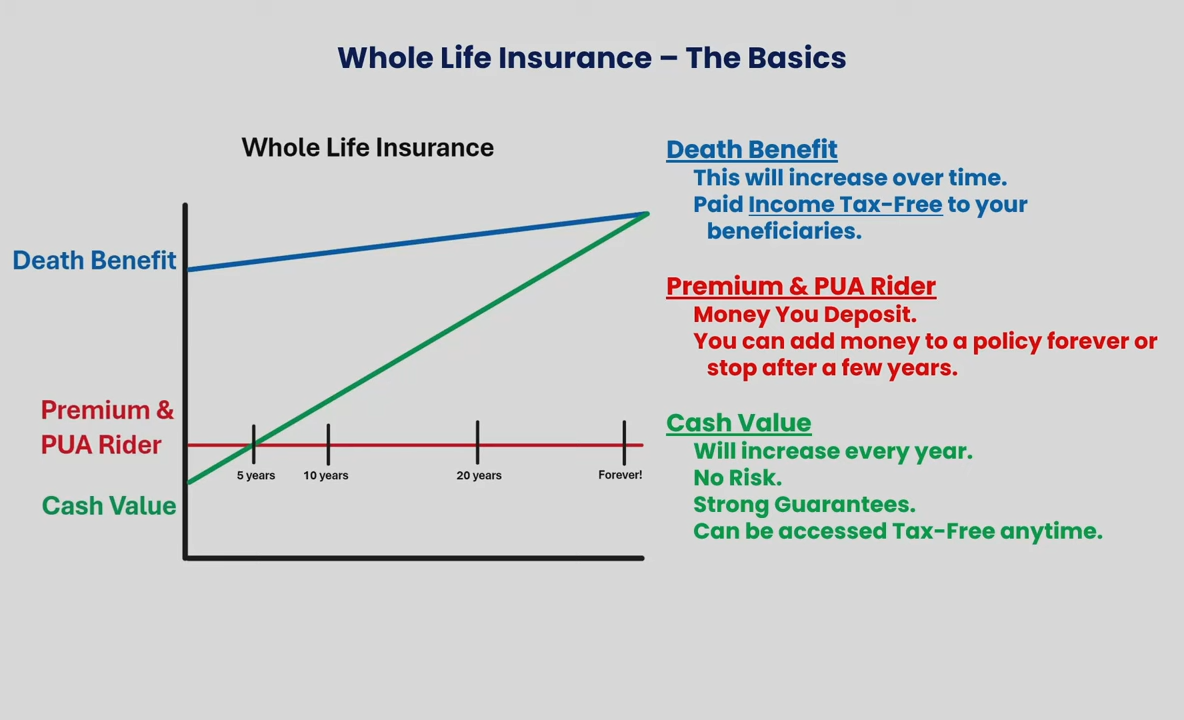 Whole Life Insurance – The Basics
Whole Life Insurance
Death Benefit
Premium &
PUA Rider
Cash Value
5 years
10 years
20 years
Forever!
Death Benefit
This will increase over time.
Paid Income Tax-Free to your
beneficiaries.
Premium & PUA Rider
Money You Deposit.
You can add money to a policy forever or
stop after a few years.
Cash Value
Will increase every year.
No Risk.
Strong Guarantees.
Can be accessed Tax-Free anytime.